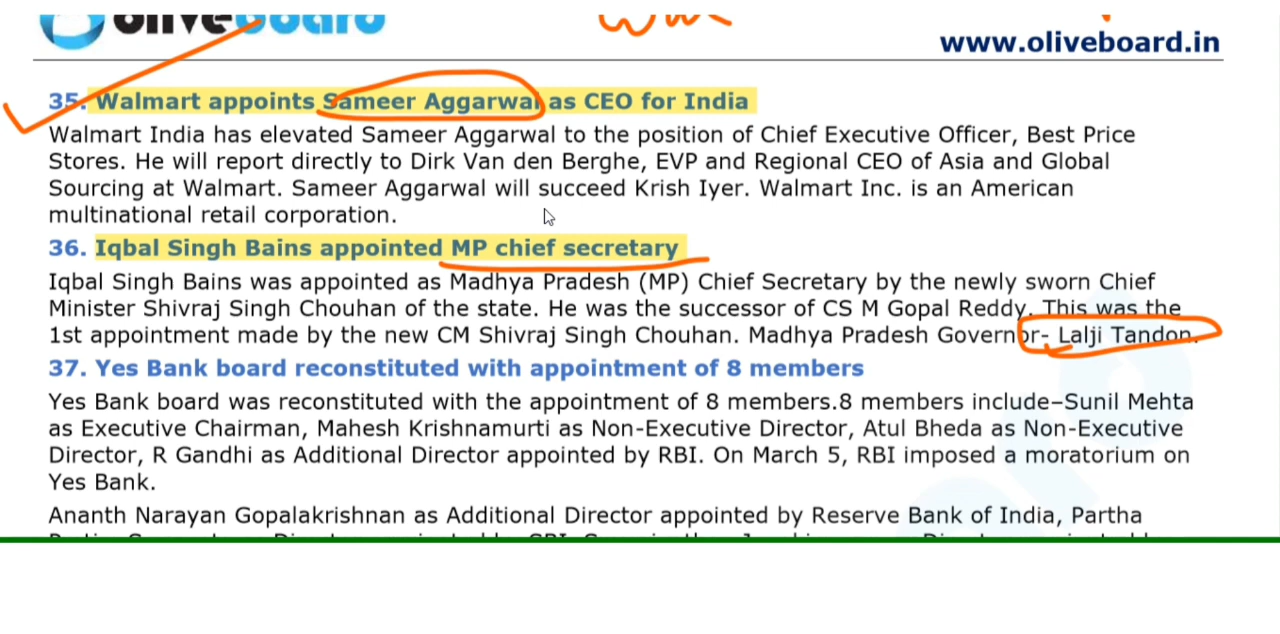 oliveboard
www.oliveboard.in
35. Walmart appoints Sameer Aggarwal as CEO for India
Walmart India has elevated Sameer Aggarwal to the position of Chief Executive Officer, Best Price
Stores. He will report directly to Dirk Van den Berghe, EVP and Regional CEO of Asia and Global
Sourcing at Walmart. Sameer Aggarwal will succeed Krish Iyer. Walmart Inc. is an American
multinational retail corporation.
36. Iqbal Singh Bains appointed MP chief secretary
Iqbal Singh Bains was appointed as Madhya Pradesh (MP) Chief Secretary by the newly sworn Chief
Minister Shivraj Singh Chouhan of the state. He was the successor of CS M Gopal Reddy. This was the
1st appointment made by the new CM Shivraj Singh Chouhan. Madhya Pradesh Governor- Lalji Tandon.
37. Yes Bank board reconstituted with appointment of 8 members
Yes Bank board was reconstituted with the appointment of 8 members.8 members include–Sunil Mehta
as Executive Chairman, Mahesh Krishnamurti as Non-Executive Director, Atul Bheda as Non-Executive
Director, R Gandhi as Additional Director appointed by RBI. On March 5, RBI imposed a moratorium on
Yes Bank.
Ananth Narayan Gopalakrishnan as Additional Director appointed by Reserve Bank of India, Partha